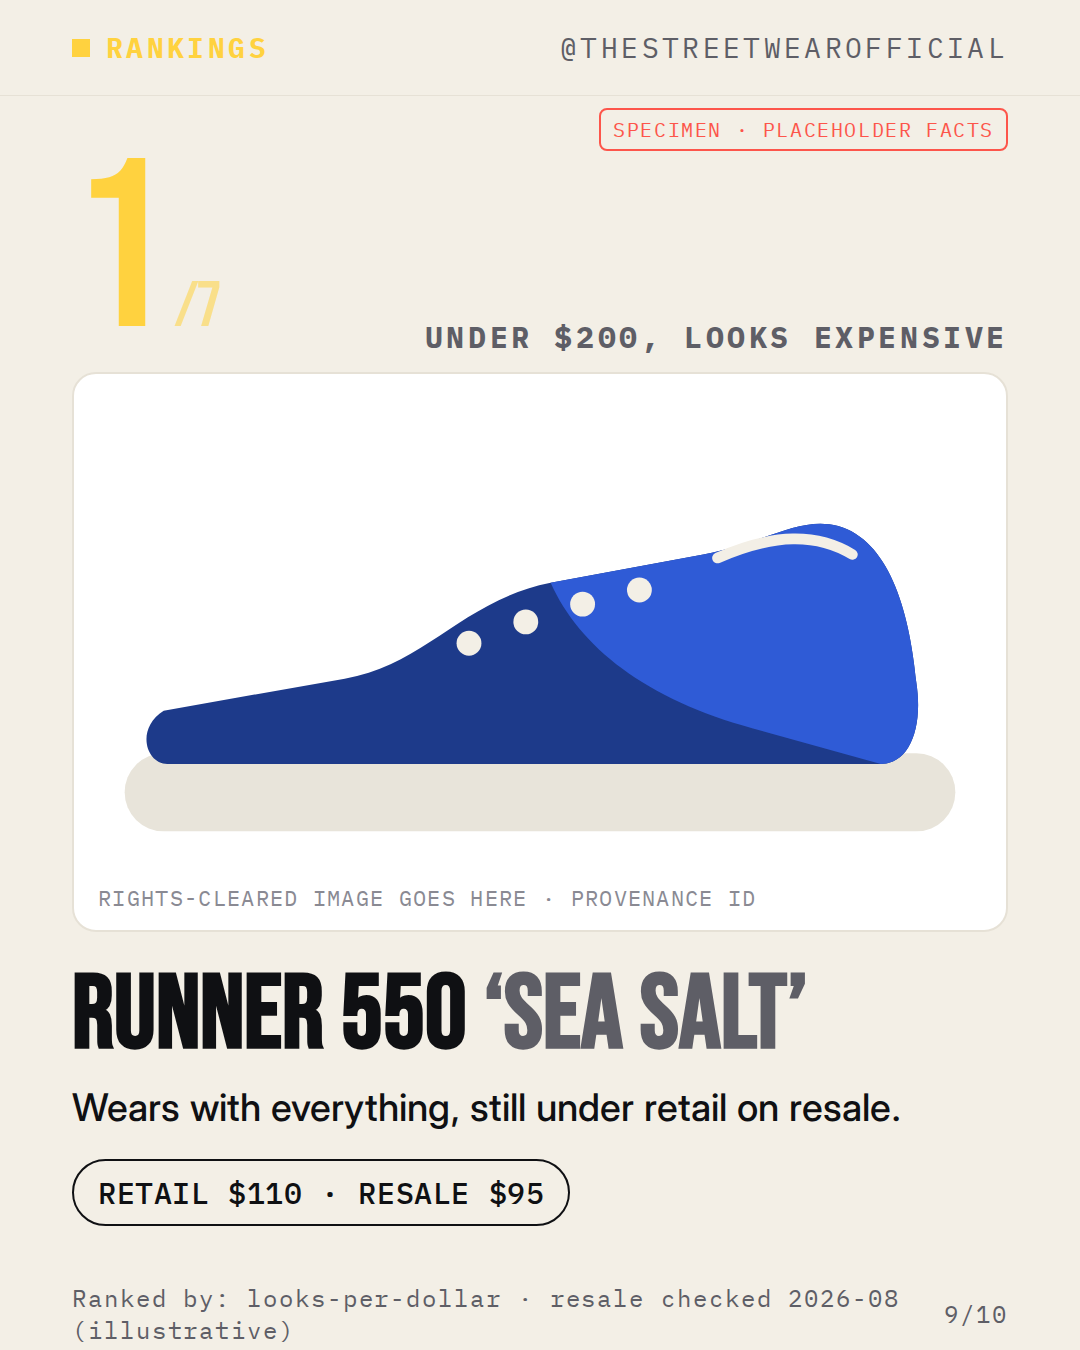 RANKINGS
@THESTREETWEAROFFICIAL
SPECIMEN · PLACEHOLDER FACTS
1/7
UNDER $200, LOOKS EXPENSIVE
RIGHTS-CLEARED IMAGE GOES HERE · PROVENANCE ID
RUNNER 550 ‘SEA SALT’
Wears with everything, still under retail on resale.
RETAIL $110 · RESALE $95
Ranked by: looks-per-dollar · resale checked 2026-08
(illustrative)
9/10